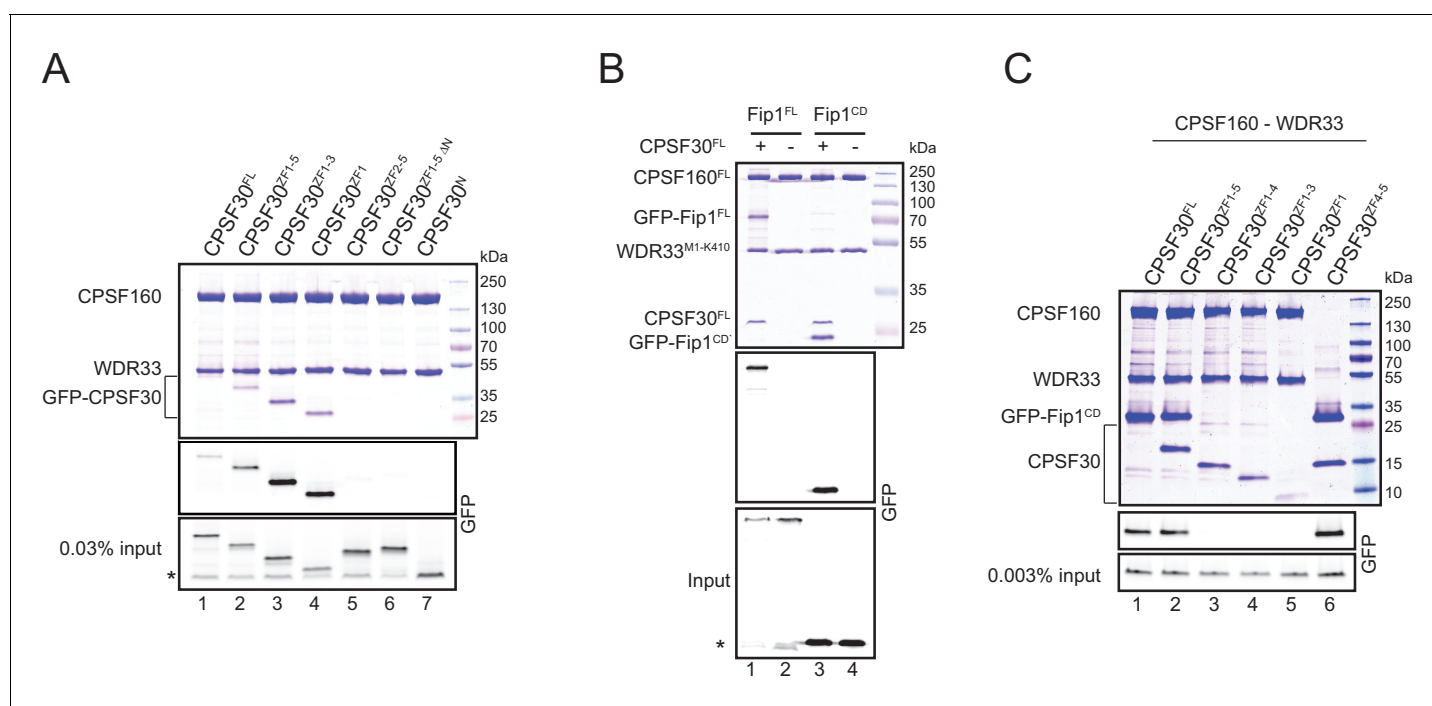 A
CPSF30FL
CPSF30ZF1-5
CPSF30ZF1-3
CPSF30ZF1
CPSF30ZF2-5
CPSF30ZF1-5 ΔN
CPSF30N
kDa
CPSF160
WDR33
GFP-CPSF30
250
130
100
70
55
35
25
GFP
0.03% input
*
1 2 3 4 5 6 7
B
Fip1FL Fip1CD
CPSF30FL + - + -
kDa
CPSF160FL
GFP-Fip1FL
WDR33M1-K410
CPSF30FL
GFP-Fip1CD`
250
130
100
70
55
35
25
GFP
Input
*
1 2 3 4
C
CPSF160 - WDR33
CPSF30FL
CPSF30ZF1-5
CPSF30ZF1-4
CPSF30ZF1-3
CPSF30ZF1
CPSF30ZF4-5
kDa
CPSF160
WDR33
GFP-Fip1CD
CPSF30
250
130
100
70
55
35
25
15
10
GFP
0.003% input
1 2 3 4 5 6